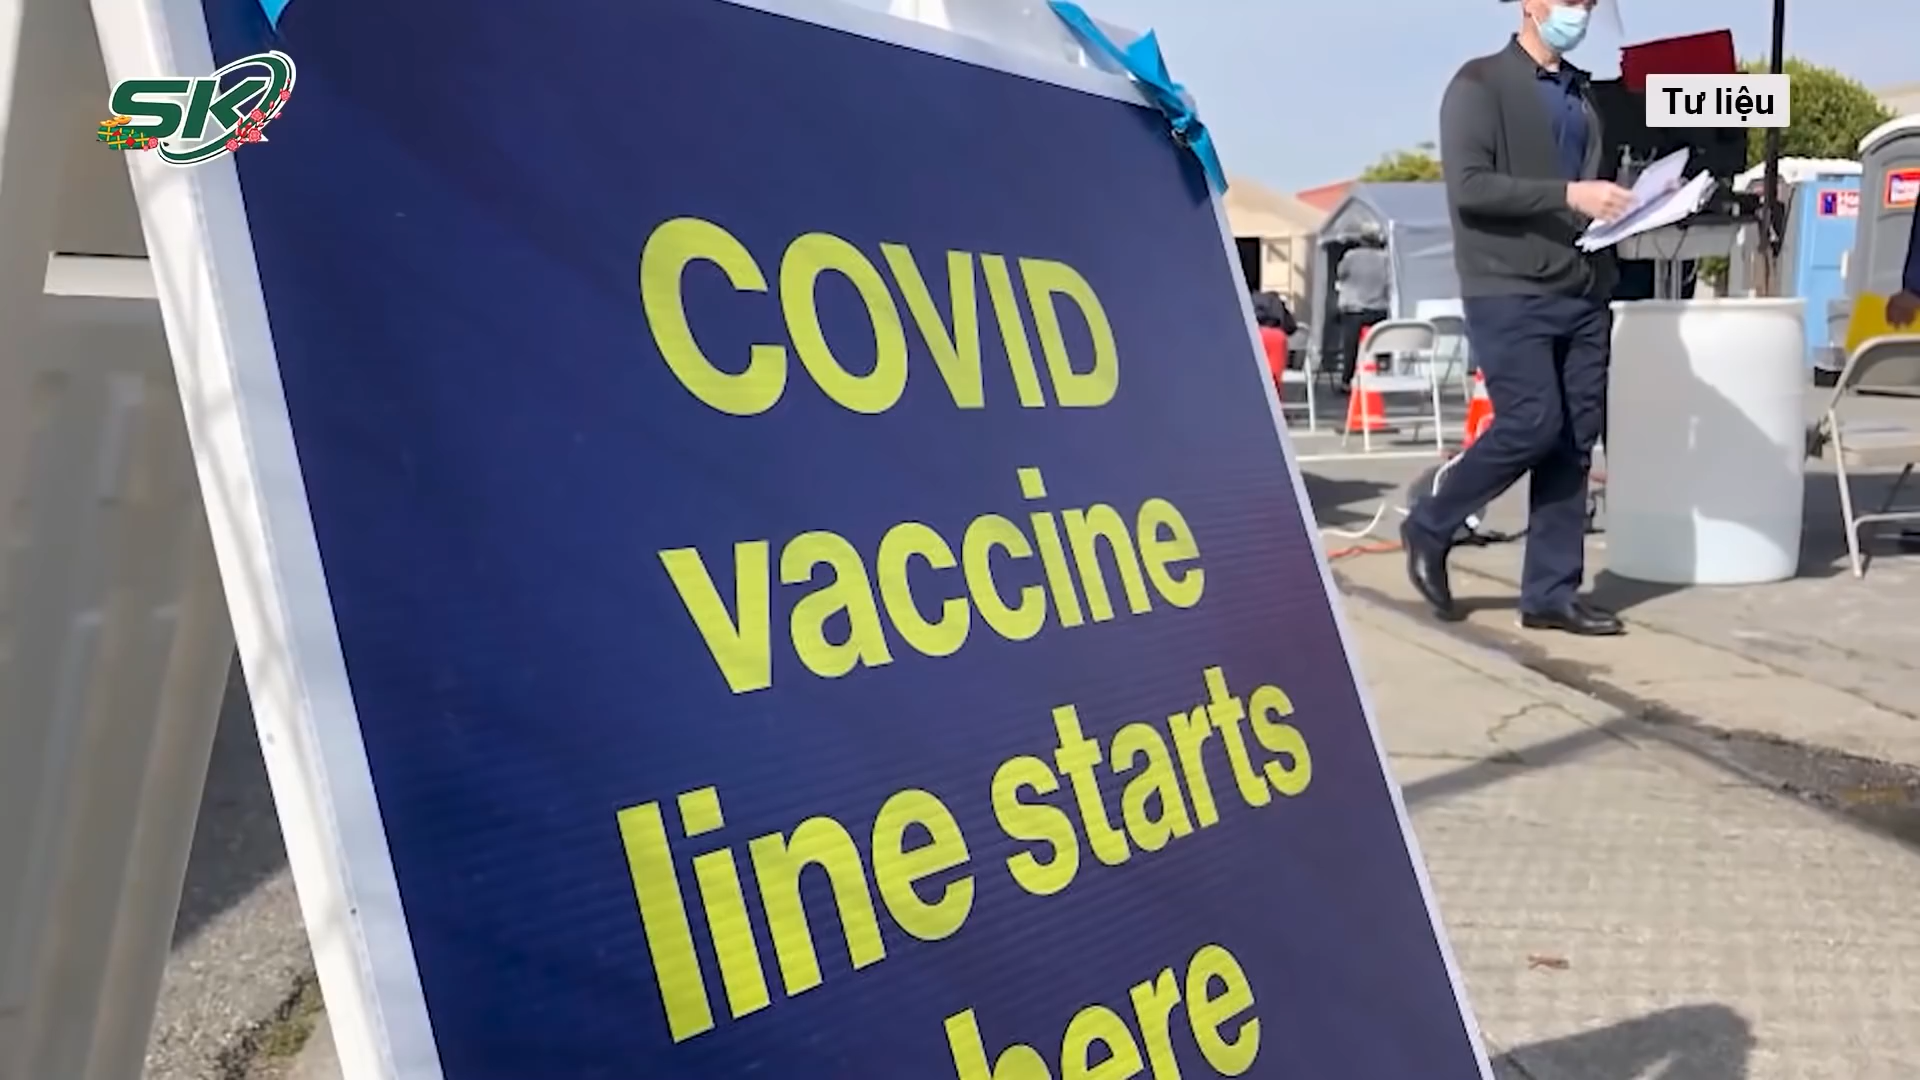 SK
Tư liệu
COVID
vaccine
line starts
here